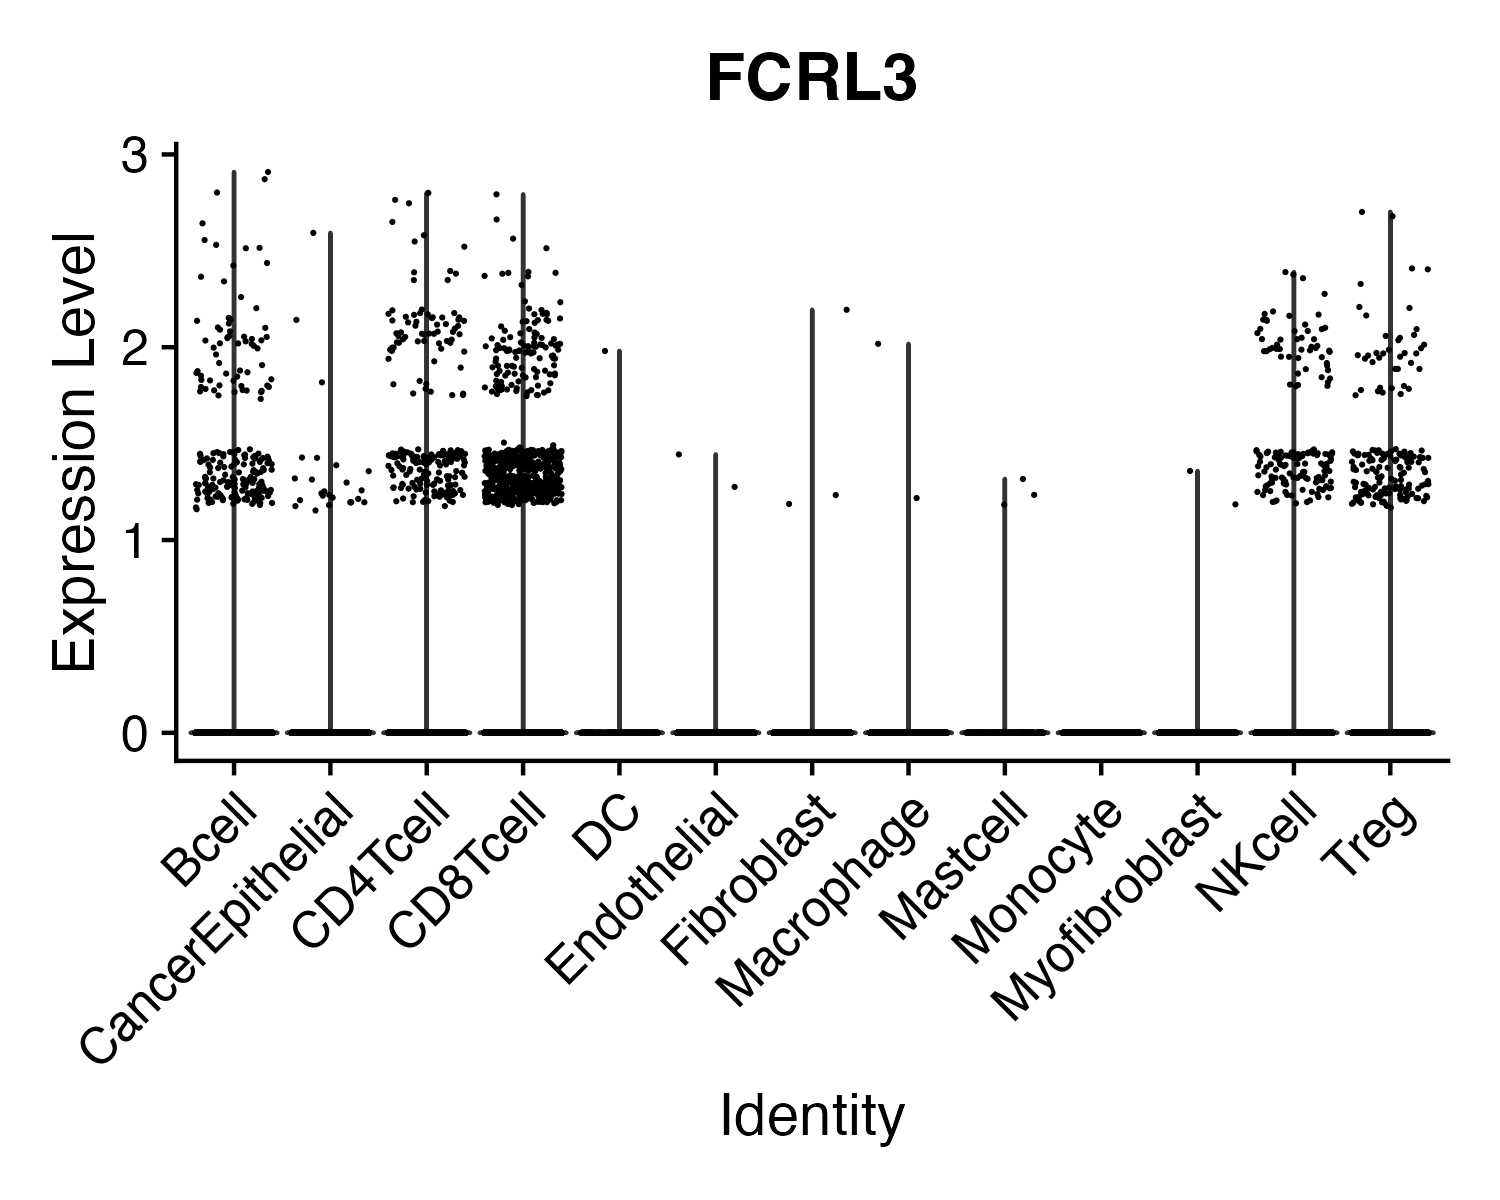 FCRL3
Expression Level
3
2
1
0
Bcell
CancerEpithelial
CD4Tcell
CD8Tcell
DC
Endothelial
Fibroblast
Macrophage
Mastcell
Monocyte
Myofibroblast
NKcell
Treg
Identity